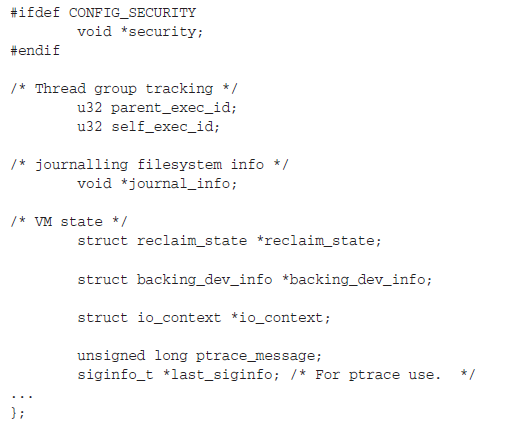 #ifdef CONFIG_SECURITY
        void *security;
#endif

/* Thread group tracking */
        u32 parent_exec_id;
        u32 self_exec_id;

/* journalling filesystem info */
        void *journal_info;

/* VM state */
        struct reclaim_state *reclaim_state;

        struct backing_dev_info *backing_dev_info;

        struct io_context *io_context;

        unsigned long ptrace_message;
        siginfo_t *last_siginfo; /* For ptrace use.  */
...
};